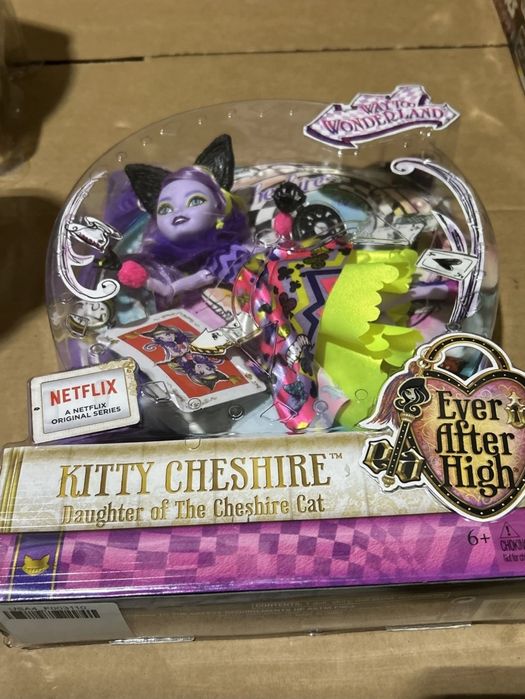 WAY TOO
WONDERLAND
NETFLIX
A NETFLIX
ORIGINAL SERIES
Ever
After
High
KITTY CHESHIRE™
Daughter of The Cheshire Cat
6+